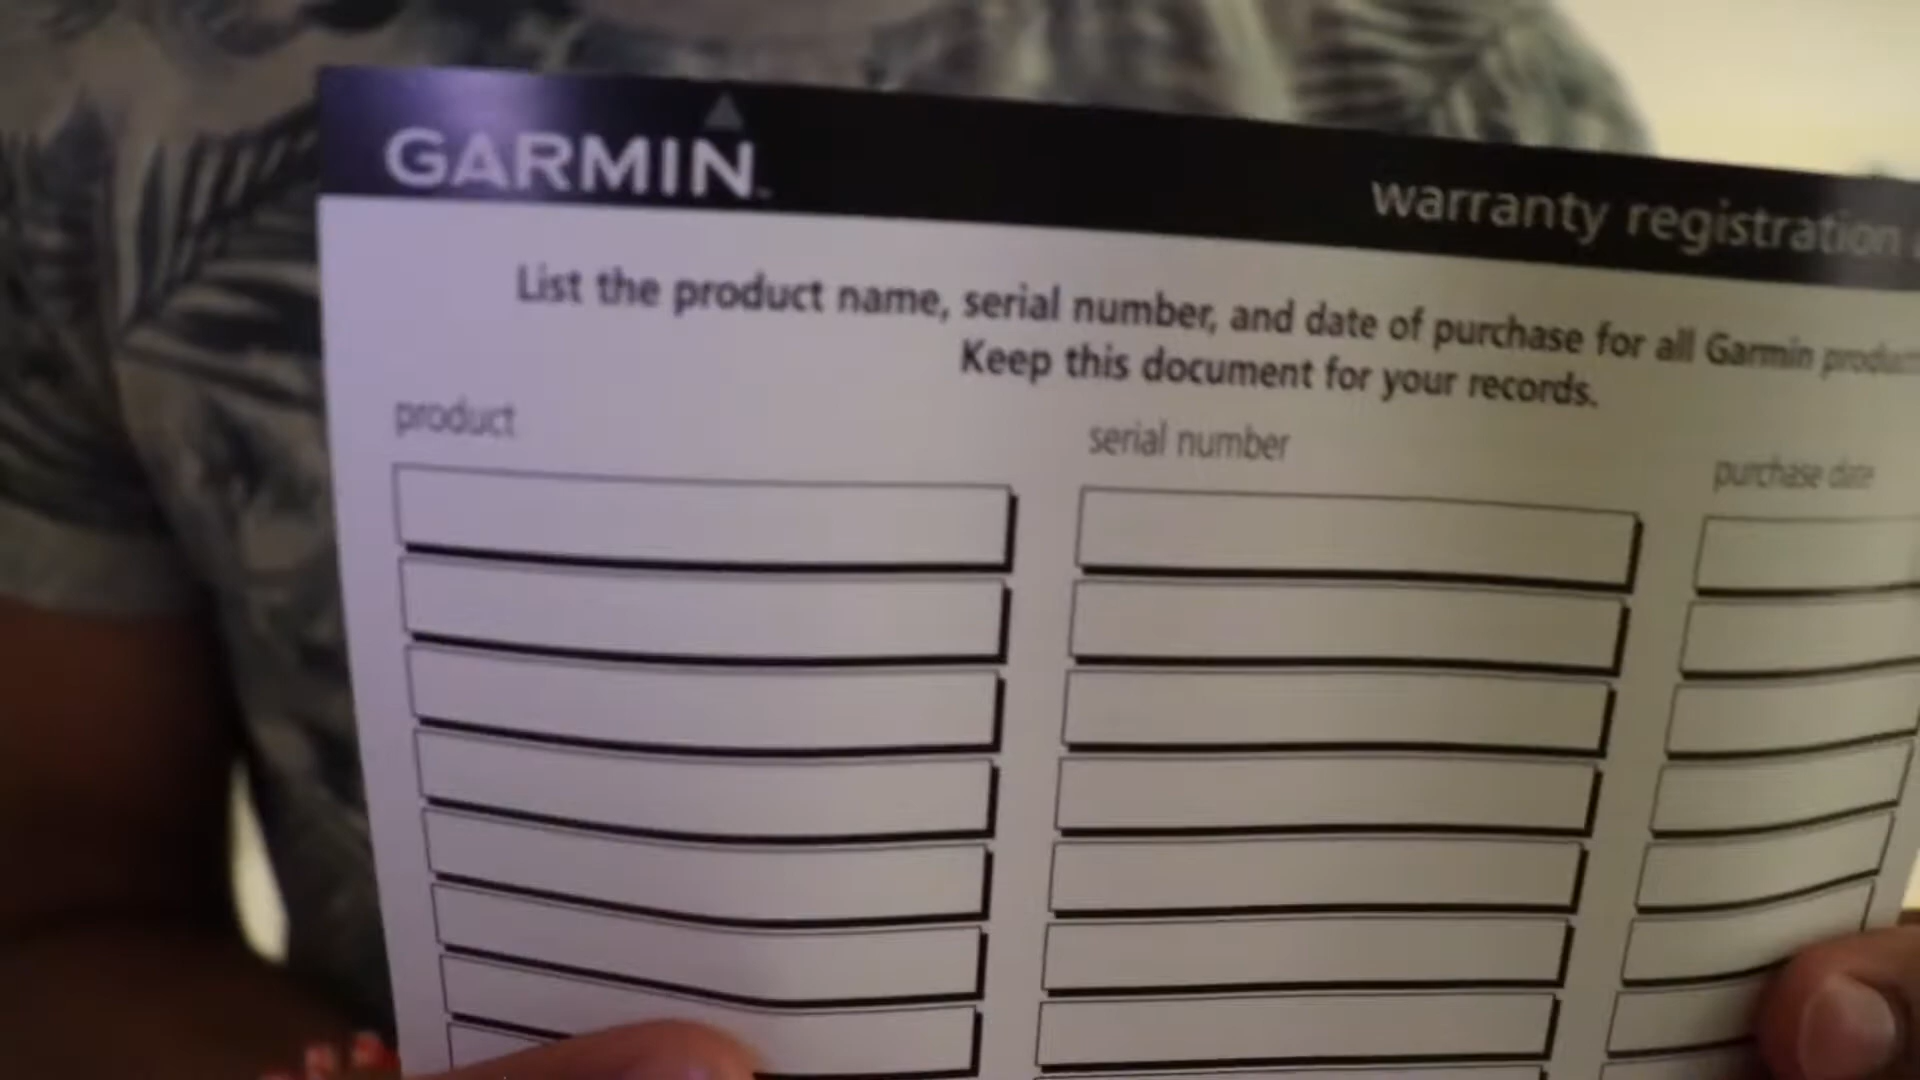 GARMIN
warranty registration
List the product name, serial number, and date of purchase for all Garmin
Keep this document for your records.
product
serial number
purchase date